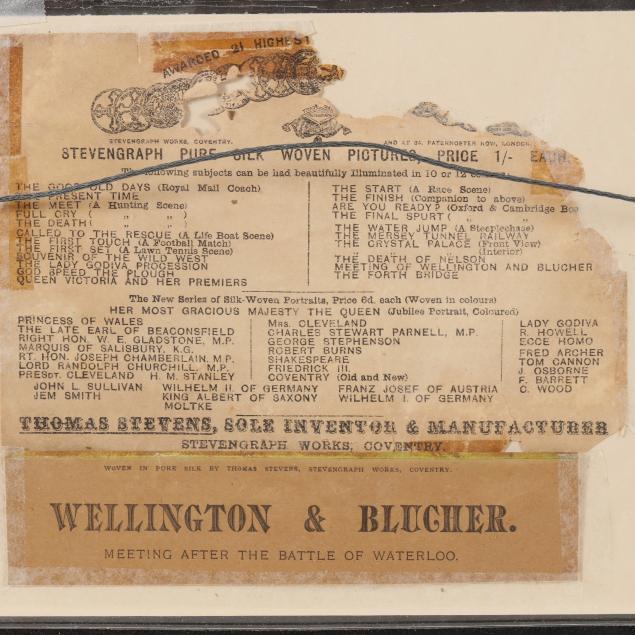 AWARDED 21 HIGHEST
STEVENGRAPH WORKS, COVENTRY. AND AT 34, PATERNOSTER ROW, LONDON.
STEVENGRAPH PURE SILK WOVEN PICTURES, PRICE 1/- EACH.
following subjects can be had beautifully Illuminated in 10 or 12
THE GOOD OLD DAYS (Royal Mail Coach)
PRESENT TIME
THE MEET (A Hunting Scene)
FULL CRY ( " " )
THE DEATH ( " " )
CALLED TO THE RESCUE (A Life Boat Scene)
THE FIRST TOUCH (A Football Match)
THE FIRST SET (A Lawn Tennis Scene)
SOUVENIR OF THE WILD WEST
THE LADY GODIVA PROCESSION
GOD SPEED THE PLOUGH
QUEEN VICTORIA AND HER PREMIERS
THE START (A Race Scene)
THE FINISH (Companion to above)
ARE YOU READY? (Oxford & Cambridge Boa
THE FINAL SPURT ( " "
THE WATER JUMP (A Steeplechase)
THE MERSEY TUNNEL RAILWAY
THE CRYSTAL PALACE (Front View)
(Interior)
THE DEATH OF NELSON
MEETING OF WELLINGTON AND BLUCHER
THE FORTH BRIDGE
The New Series of Silk-Woven Portraits, Price 6d. each (Woven in colours)
HER MOST GRACIOUS MAJESTY THE QUEEN (Jubilee Portrait, Coloured)
PRINCESS OF WALES
THE LATE EARL OF BEACONSFIELD
RIGHT HON. W. E. GLADSTONE, M.P.
MARQUIS OF SALISBURY, K.G.
RT. HON. JOSEPH CHAMBERLAIN, M.P.
LORD RANDOLPH CHURCHILL, M.P.
PRESDT. CLEVELAND H. M. STANLEY
MRS. CLEVELAND
CHARLES STEWART PARNELL, M.P.
GEORGE STEPHENSON
ROBERT BURNS
SHAKESPEARE
FRIEDRICK III.
COVENTRY (Old and New)
LADY GODIVA
R. HOWELL
ECCE HOMO
FRED ARCHER
TOM CANNON
J. OSBORNE
F. BARRETT
C. WOOD
JOHN L. SULLIVAN WILHELM II. OF GERMANY FRANZ JOSEF OF AUSTRIA
JEM SMITH KING ALBERT OF SAXONY WILHELM I. OF GERMANY
MOLTKE
THOMAS STEVENS, SOLE INVENTOR & MANUFACTURER
STEVENGRAPH WORKS, COVENTRY.
WOVEN IN PURE SILK BY THOMAS STEVENS, STEVENGRAPH WORKS, COVENTRY.
WELLINGTON & BLUCHER.
MEETING AFTER THE BATTLE OF WATERLOO.